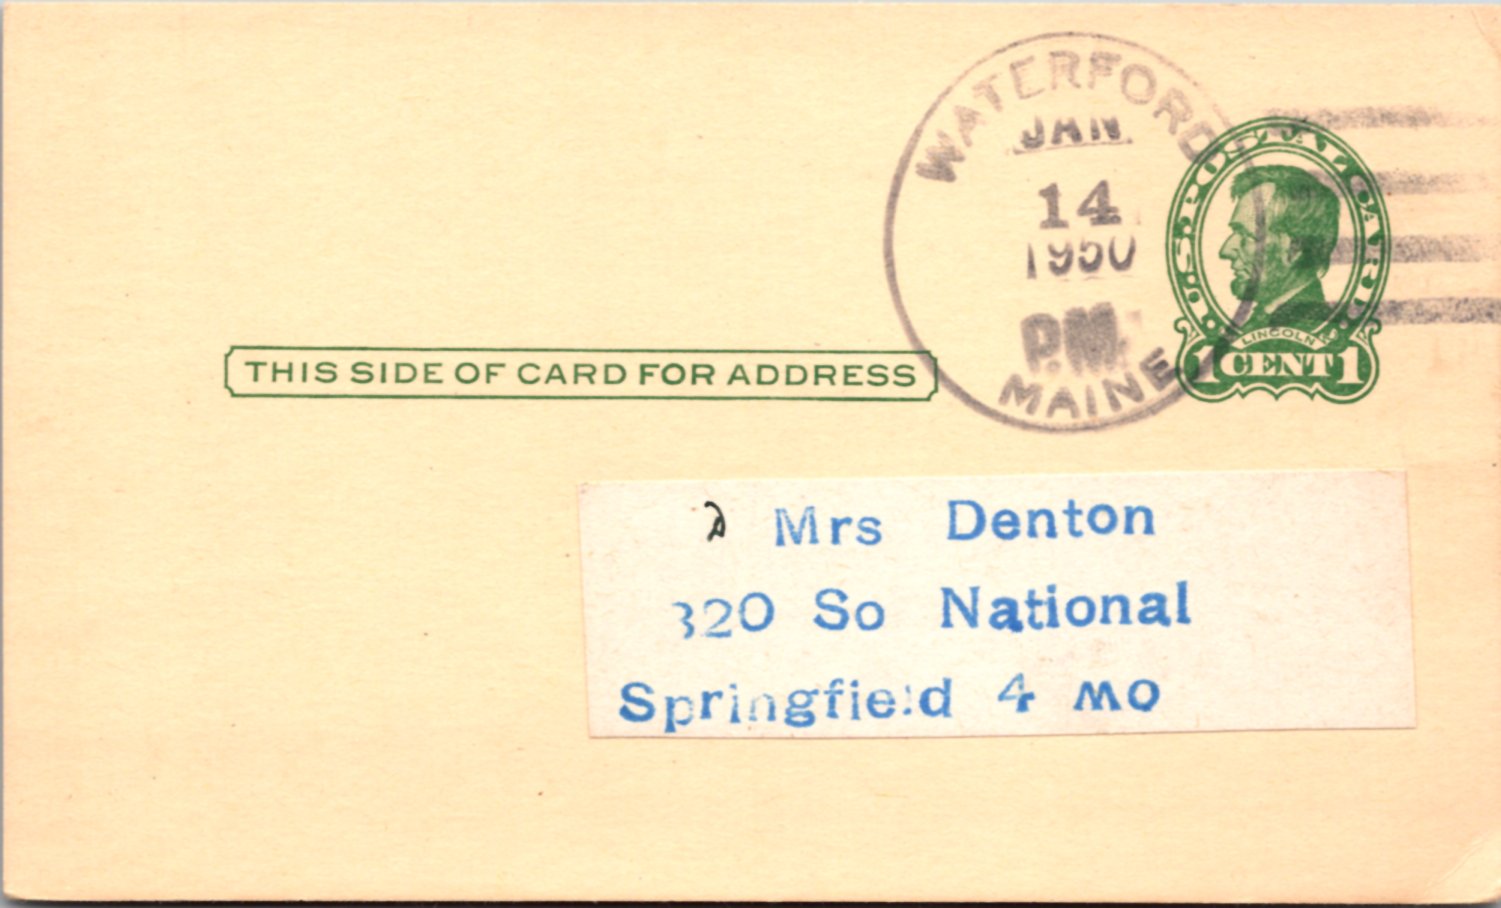 WATERFORD
JAN
14
1950
P.M.
MAINE
U.S. POSTAL CARD.
LINCOLN
1 CENT 1
THIS SIDE OF CARD FOR ADDRESS
Mrs Denton
320 So National
Springfield 4 MO